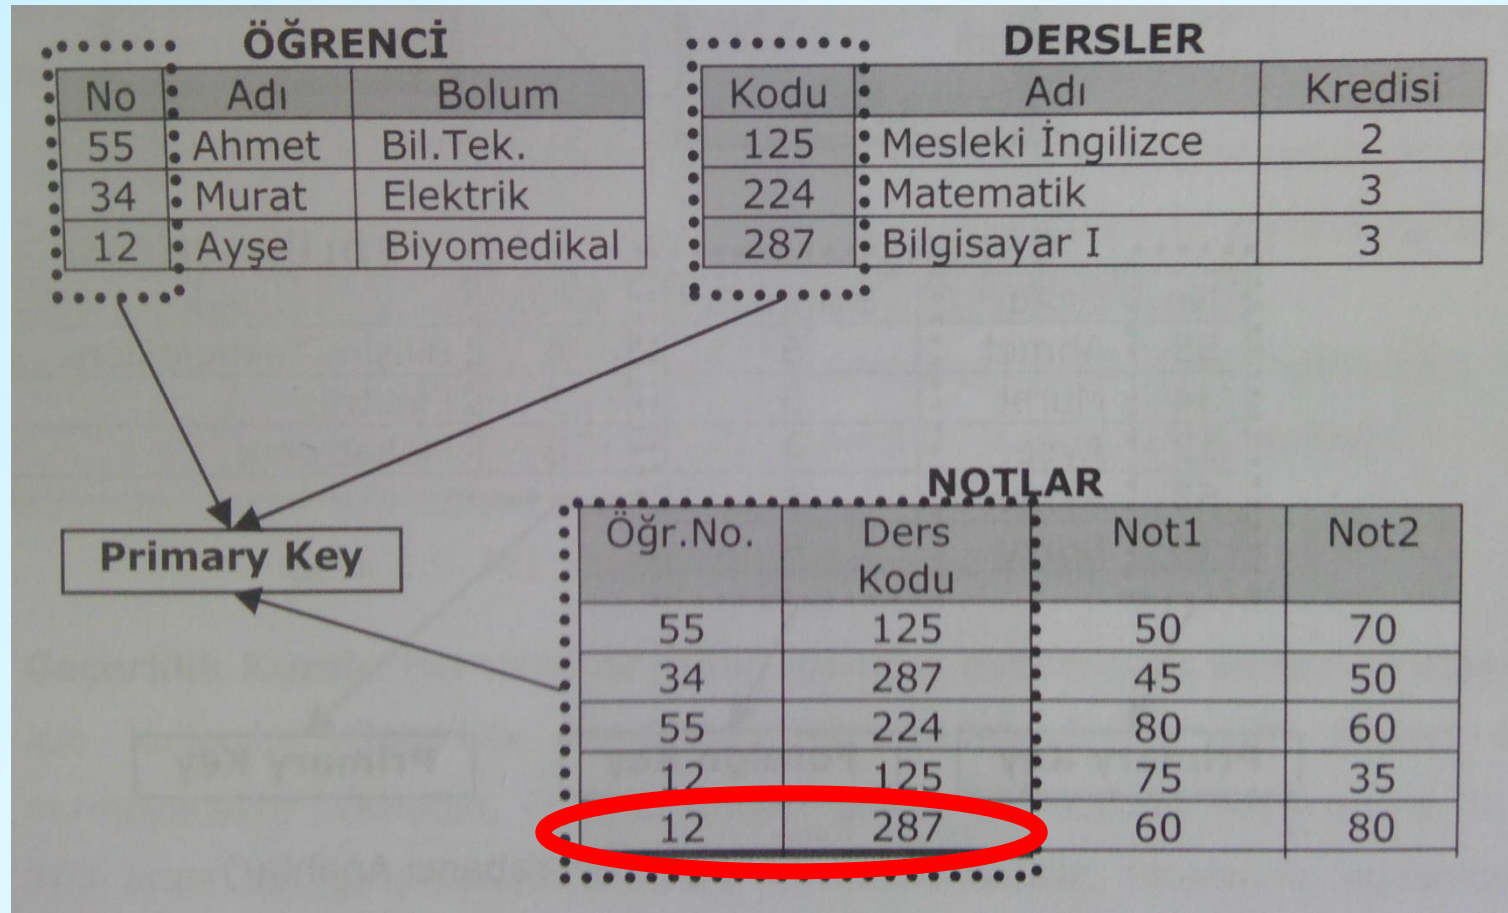 ÖĞRENCİ
No Adı Bolum
55 Ahmet Bil.Tek.
34 Murat Elektrik
12 Ayşe Biyomedikal
DERSLER
Kodu Adı Kredisi
125 Mesleki İngilizce 2
224 Matematik 3
287 Bilgisayar I 3
Primary Key
NOTLAR
Öğr.No. Ders Not1 Not2
Kodu
55 125 50 70
34 287 45 50
55 224 80 60
12 125 75 35
12 287 60 80